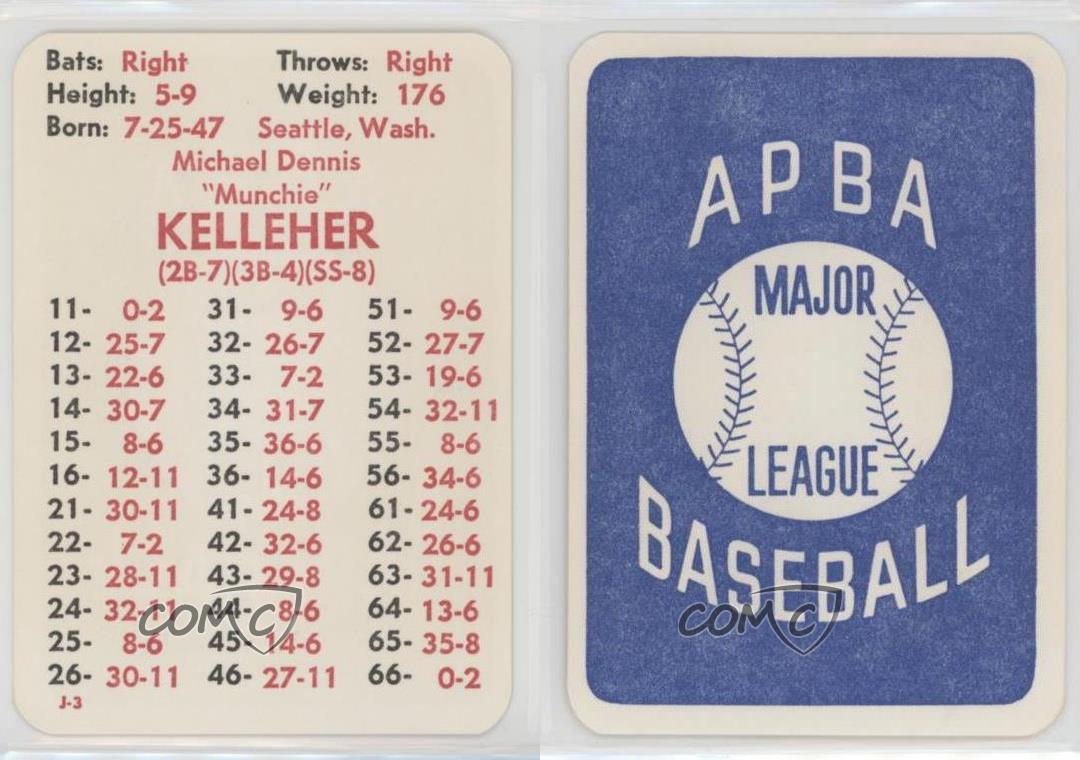 Bats: Right Throws: Right
Height: 5-9 Weight: 176
Born: 7-25-47 Seattle, Wash.
Michael Dennis
"Munchie"
KELLEHER
(2B-7)(3B-4)(SS-8)
11- 0-2 31- 9-6 51- 9-6
12- 25-7 32- 26-7 52- 27-7
13- 22-6 33- 7-2 53- 19-6
14- 30-7 34- 31-7 54- 32-11
15- 8-6 35- 36-6 55- 8-6
16- 12-11 36- 14-6 56- 34-6
21- 30-11 41- 24-8 61- 24-6
22- 7-2 42- 32-6 62- 26-6
23- 28-11 43- 29-8 63- 31-11
24- 32-11 44- 8-6 64- 13-6
25- 8-6 45- 14-6 65- 35-8
26- 30-11 46- 27-11 66- 0-2
J-3
COMC
APBA
MAJOR
LEAGUE
BASEBALL
COMC